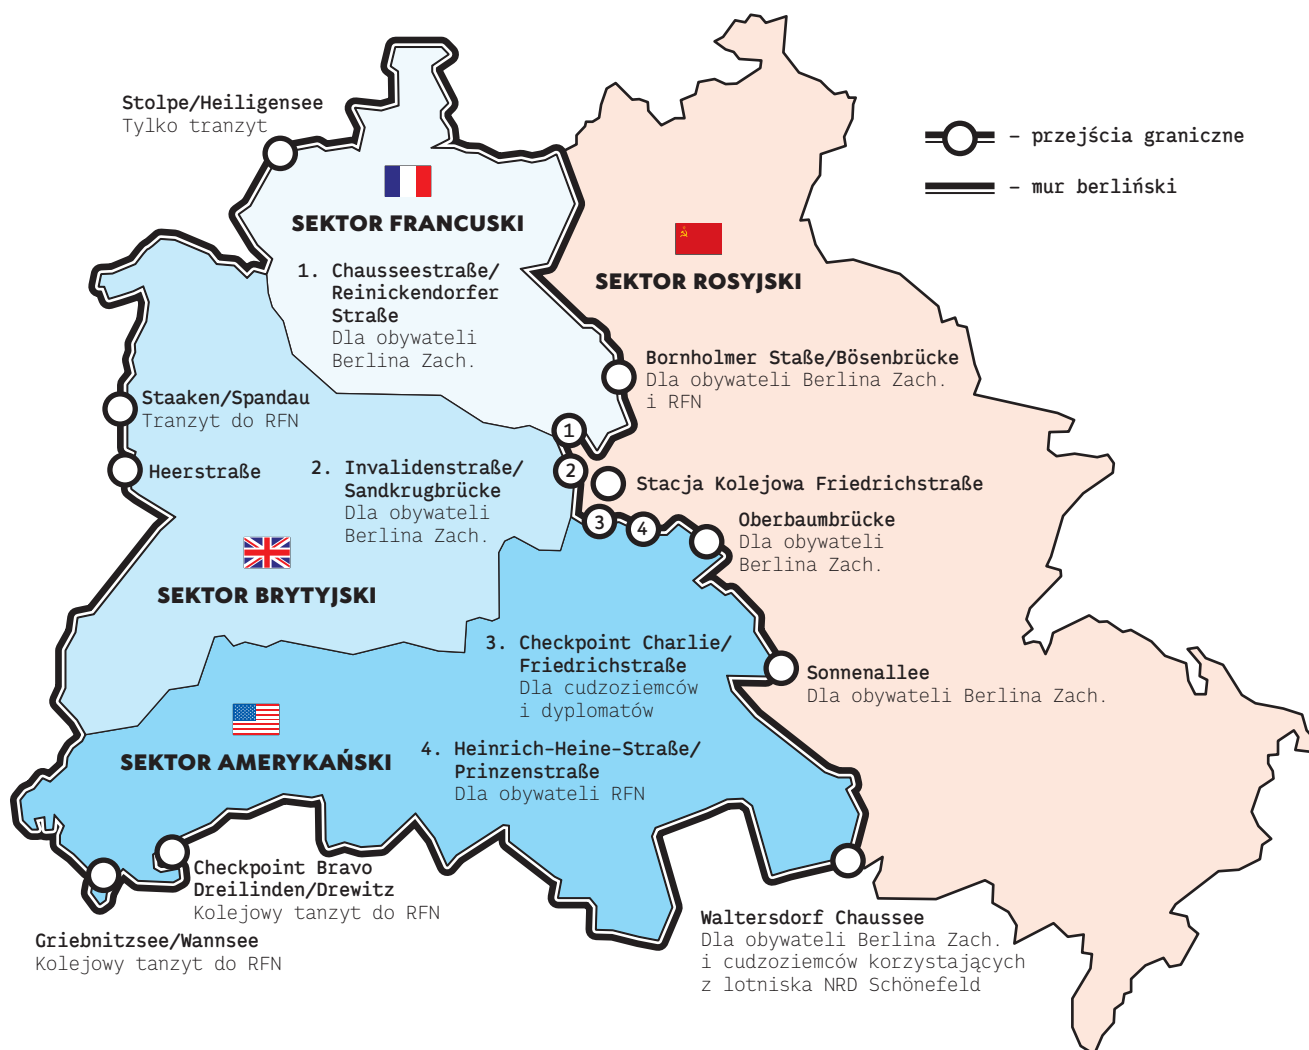 Stolpe/Heiligensee
Tylko tranzyt
– przejścia graniczne
– mur berliński
SEKTOR FRANCUSKI
1. Chausseestraße/
Reinickendorfer
Straße
Dla obywateli
Berlina Zach.
SEKTOR ROSYJSKI
Bornholmer Staße/Bösenbrücke
Dla obywateli Berlina Zach.
i RFN
Staaken/Spandau
Tranzyt do RFN
Heerstraße
1
2
3
4
2. Invalidenstraße/
Sandkrugbrücke
Dla obywateli
Berlina Zach.
Stacja Kolejowa Friedrichstraße
Oberbaumbrücke
Dla obywateli
Berlina Zach.
SEKTOR BRYTYJSKI
3. Checkpoint Charlie/
Friedrichstraße
Dla cudzoziemców
i dyplomatów
Sonnenallee
Dla obywateli Berlina Zach.
SEKTOR AMERYKAŃSKI
4. Heinrich-Heine-Straße/
Prinzenstraße
Dla obywateli RFN
Checkpoint Bravo
Dreilinden/Drewitz
Kolejowy tanzyt do RFN
Griebnitzsee/Wannsee
Kolejowy tanzyt do RFN
Waltersdorf Chaussee
Dla obywateli Berlina Zach.
i cudzoziemców korzystających
z lotniska NRD Schönefeld